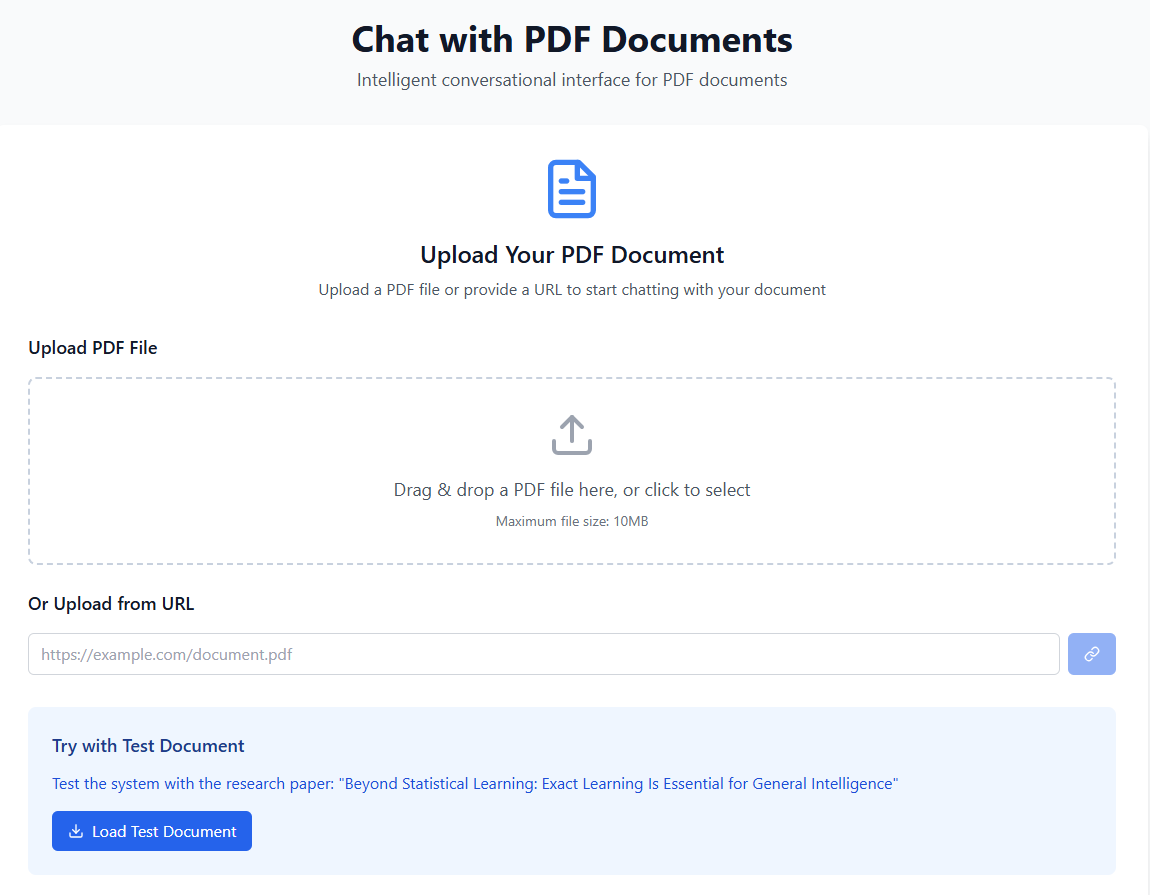 Chat with PDF Documents
Intelligent conversational interface for PDF documents
Upload Your PDF Document
Upload a PDF file or provide a URL to start chatting with your document
Upload PDF File
Drag & drop a PDF file here, or click to select
Maximum file size: 10MB
Or Upload from URL
https://example.com/document.pdf
Try with Test Document
Test the system with the research paper: "Beyond Statistical Learning: Exact Learning Is Essential for General Intelligence"
Load Test Document